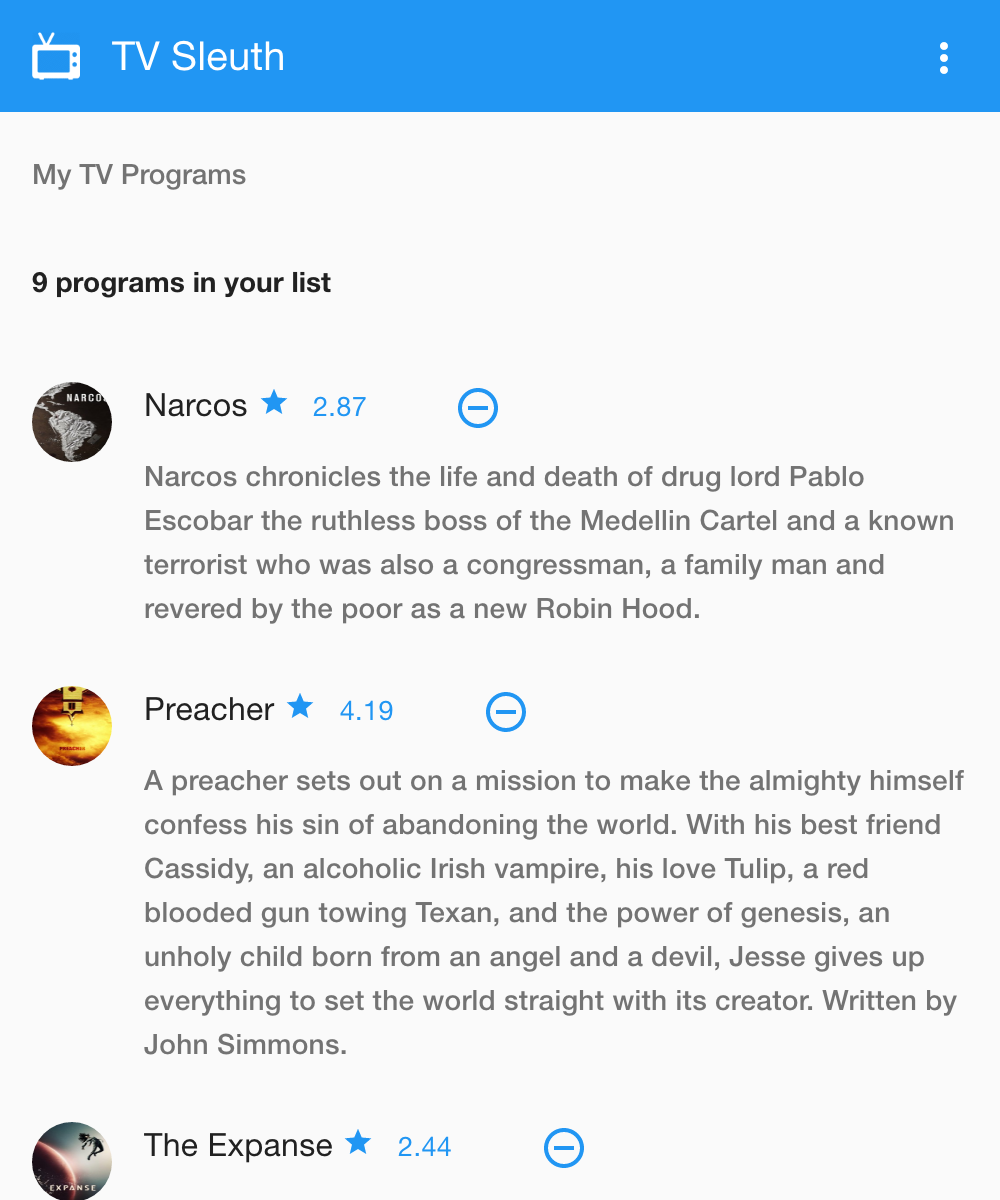 TV Sleuth
My TV Programs
9 programs in your list
NARCO
Narcos 2.87
Narcos chronicles the life and death of drug lord Pablo
Escobar the ruthless boss of the Medellin Cartel and a known
terrorist who was also a congressman, a family man and
revered by the poor as a new Robin Hood.
Preacher 4.19
PREACHER
A preacher sets out on a mission to make the almighty himself
confess his sin of abandoning the world. With his best friend
Cassidy, an alcoholic Irish vampire, his love Tulip, a red
blooded gun towing Texan, and the power of genesis, an
unholy child born from an angel and a devil, Jesse gives up
everything to set the world straight with its creator. Written by
John Simmons.
The Expanse 2.44
EXPANSE